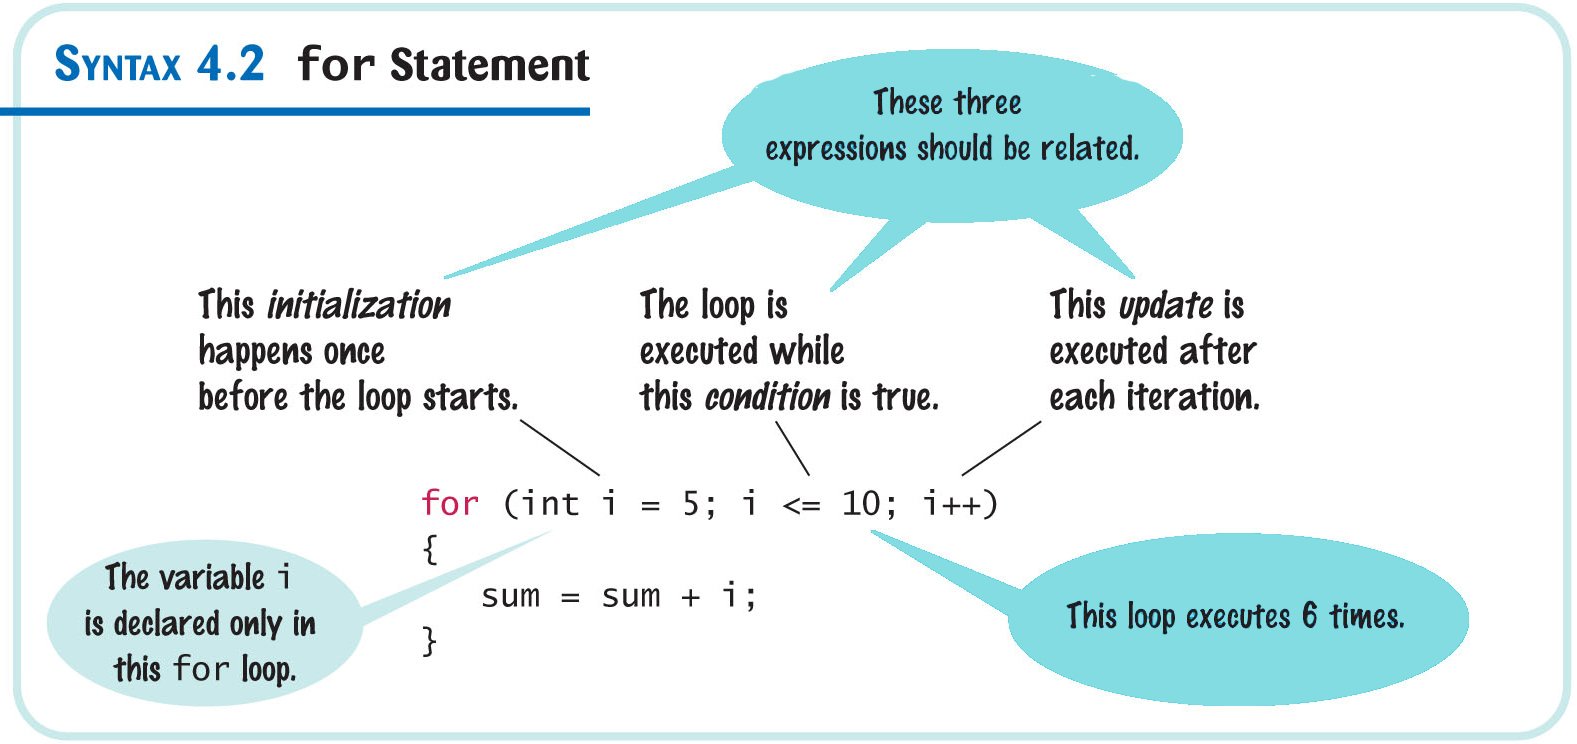 SYNTAX 4.2 for Statement
These three
expressions should be related.
This initialization
happens once
before the loop starts.
The loop is
executed while
this condition is true.
This update is
executed after
each iteration.
for (int i = 5; i <= 10; i++)
{
sum = sum + i;
}
The variable i
is declared only in
this for loop.
This loop executes 6 times.